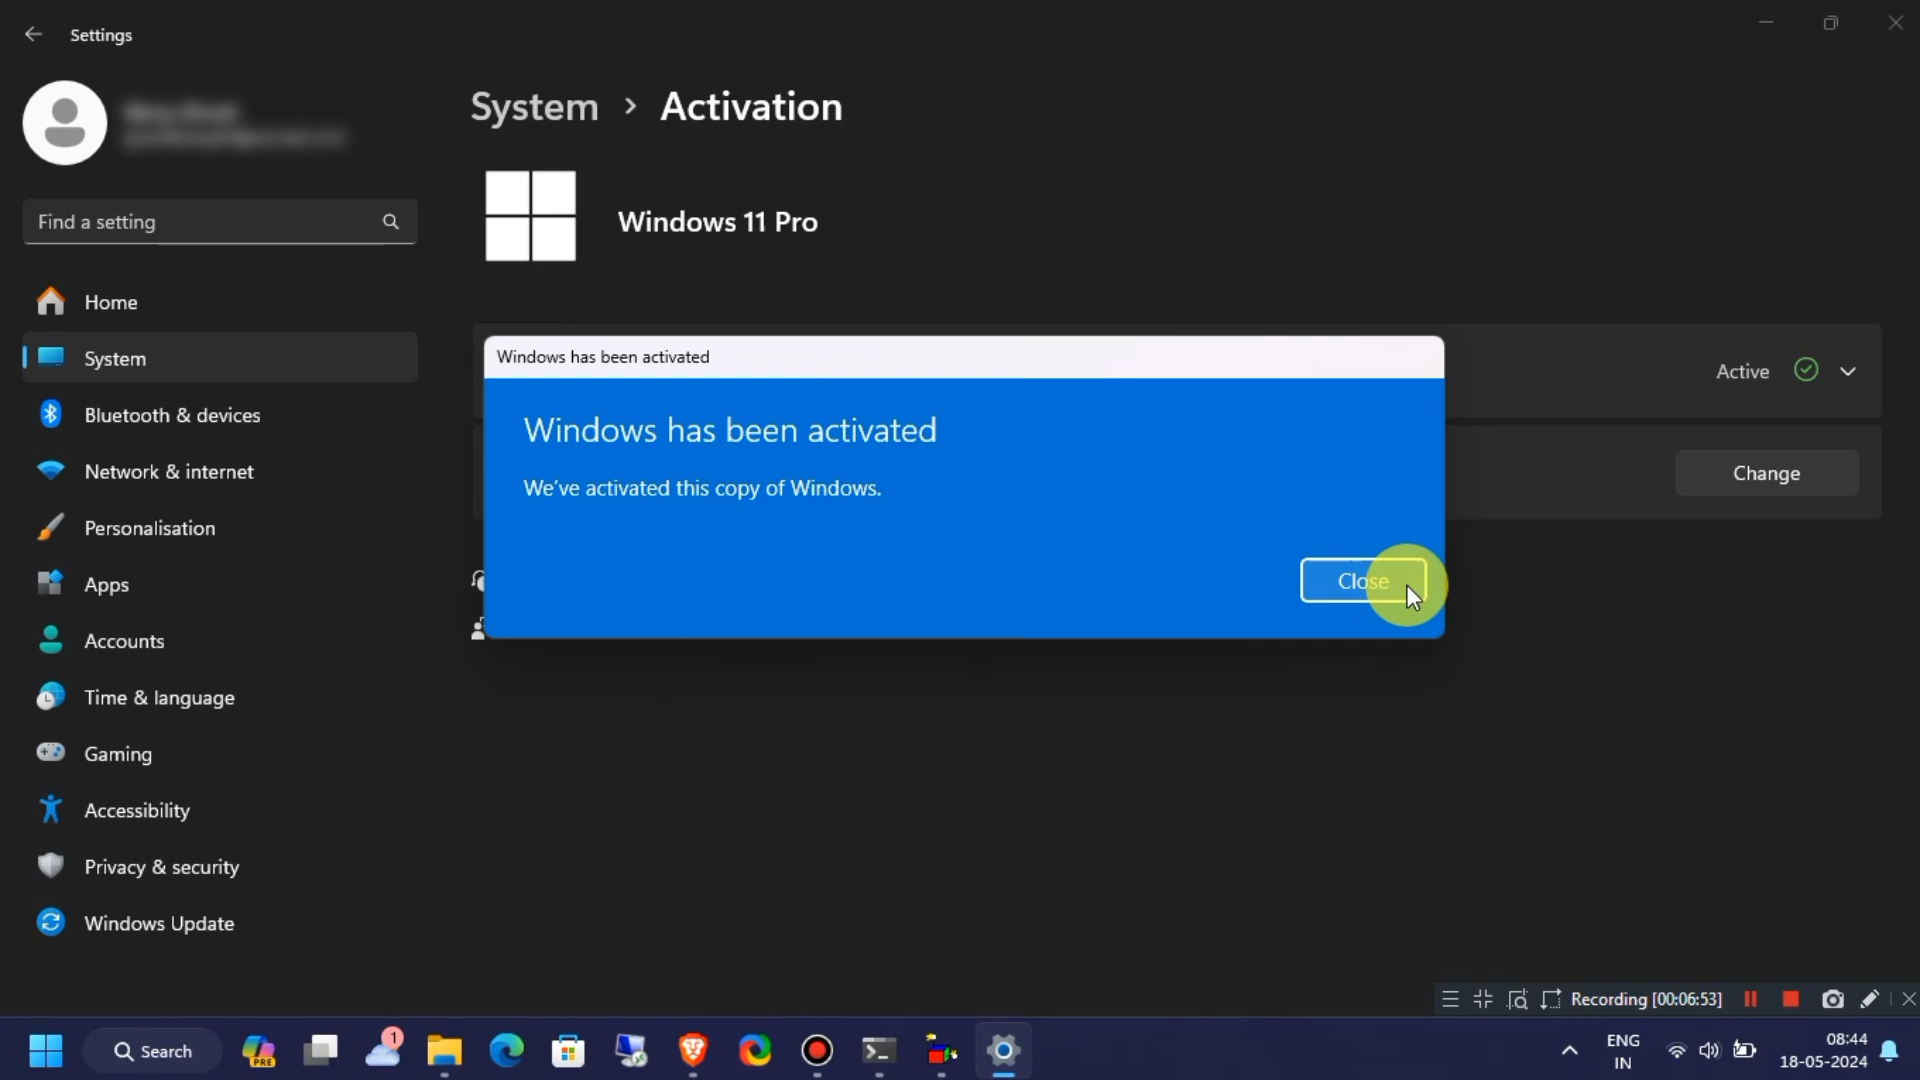 Settings
System > Activation
Windows 11 Pro
Find a setting
Home
System
Bluetooth & devices
Network & internet
Personalisation
Apps
Accounts
Time & language
Gaming
Accessibility
Privacy & security
Windows Update
Active
Change
Windows has been activated
Windows has been activated
We've activated this copy of Windows.
Close
Recording [00:06:53]
Search
PRE
1
ENG
IN
08:44
18-05-2024